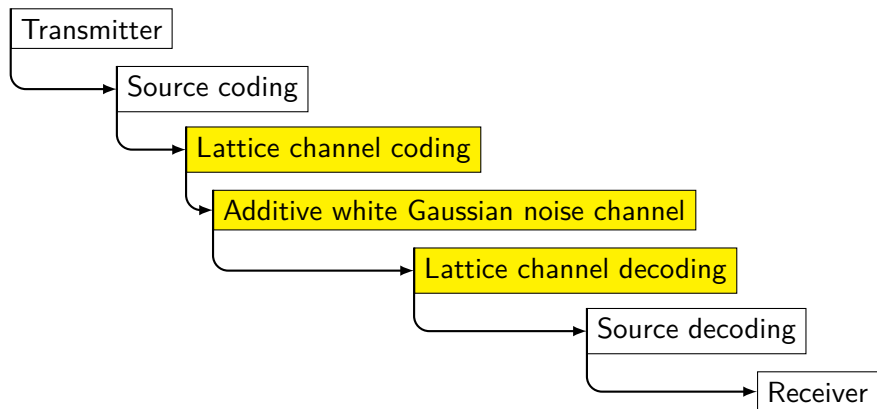 Transmitter
Source coding
Lattice channel coding
Additive white Gaussian noise channel
Lattice channel decoding
Source decoding
Receiver